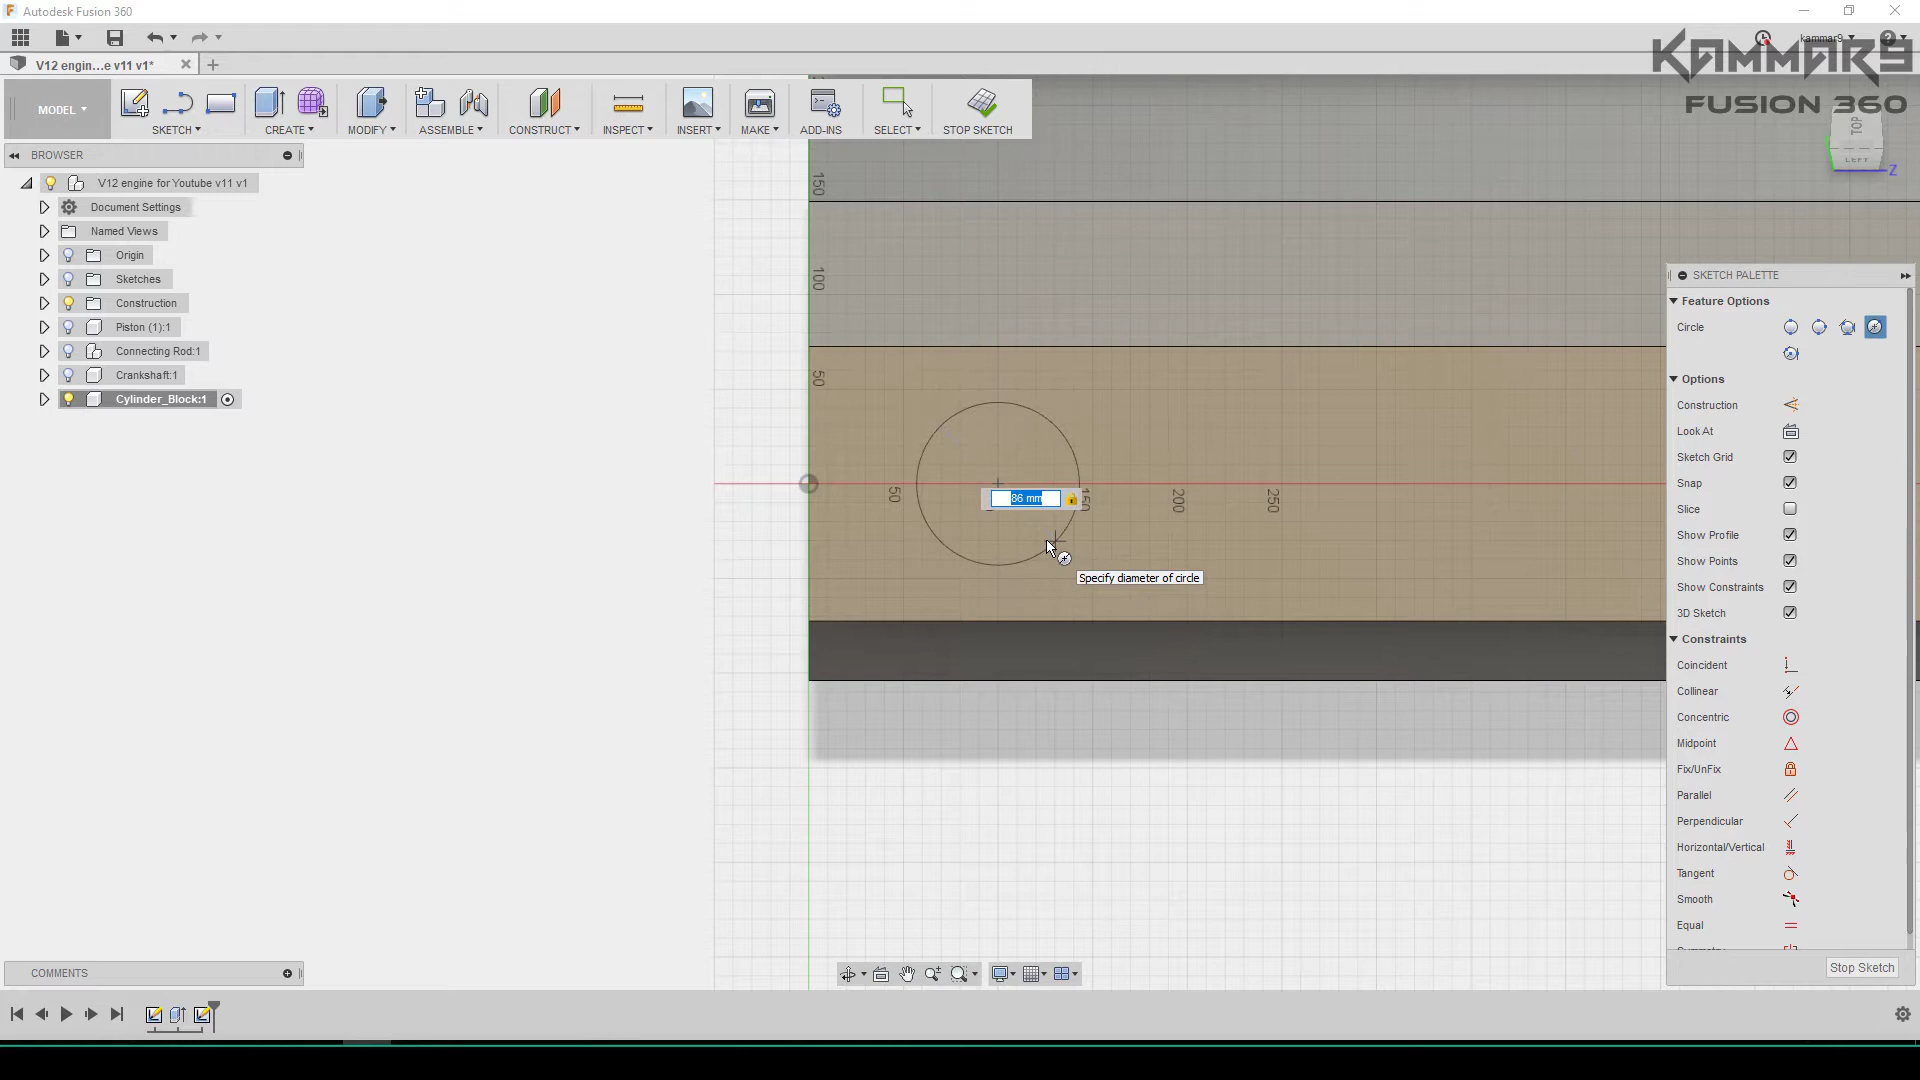 Autodesk Fusion 360
kammar9
KAMMAR9
FUSION 360
V12 engin...e v11 v1*
MODEL
SKETCH
CREATE
MODIFY
ASSEMBLE
CONSTRUCT
INSPECT
INSERT
MAKE
ADD-INS
SELECT
STOP SKETCH
TOP
LEFT
Z
BROWSER
V12 engine for Youtube v11 v1
Document Settings
Named Views
Origin
Sketches
Construction
Piston (1):1
Connecting Rod:1
Crankshaft:1
Cylinder_Block:1
150
100
50
50
150
200
250
86 mm
Specify diameter of circle
SKETCH PALETTE
Feature Options
Circle
Options
Construction
Look At
Sketch Grid
Snap
Slice
Show Profile
Show Points
Show Constraints
3D Sketch
Constraints
Coincident
Collinear
Concentric
Midpoint
Fix/UnFix
Parallel
Perpendicular
Horizontal/Vertical
Tangent
Smooth
Equal
Stop Sketch
COMMENTS